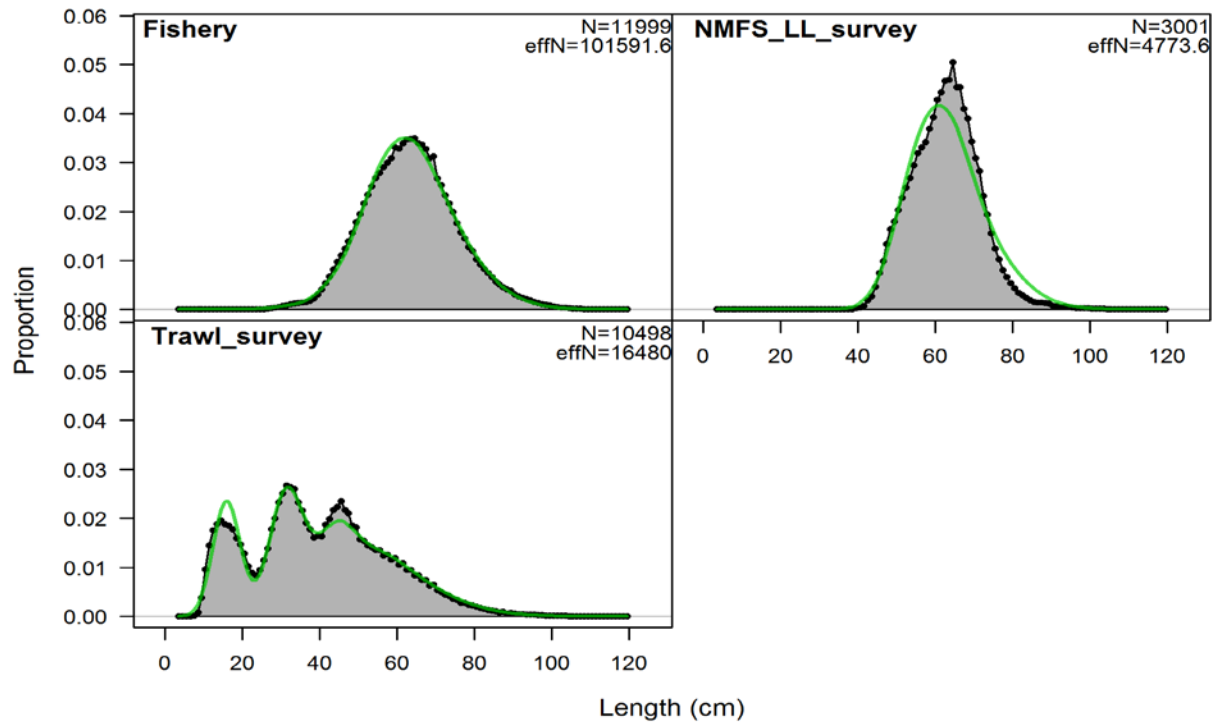 Fishery
N=11999
effN=101591.6
NMFS_LL_survey
N=3001
effN=4773.6
0.06
0.05
0.04
0.03
0.02
0.01
0.00
Trawl_survey
N=10498
effN=16480
0.06
0.05
0.04
0.03
0.02
0.01
0.00
Proportion
0 20 40 60 80 100 120
0 20 40 60 80 100 120
Length (cm)